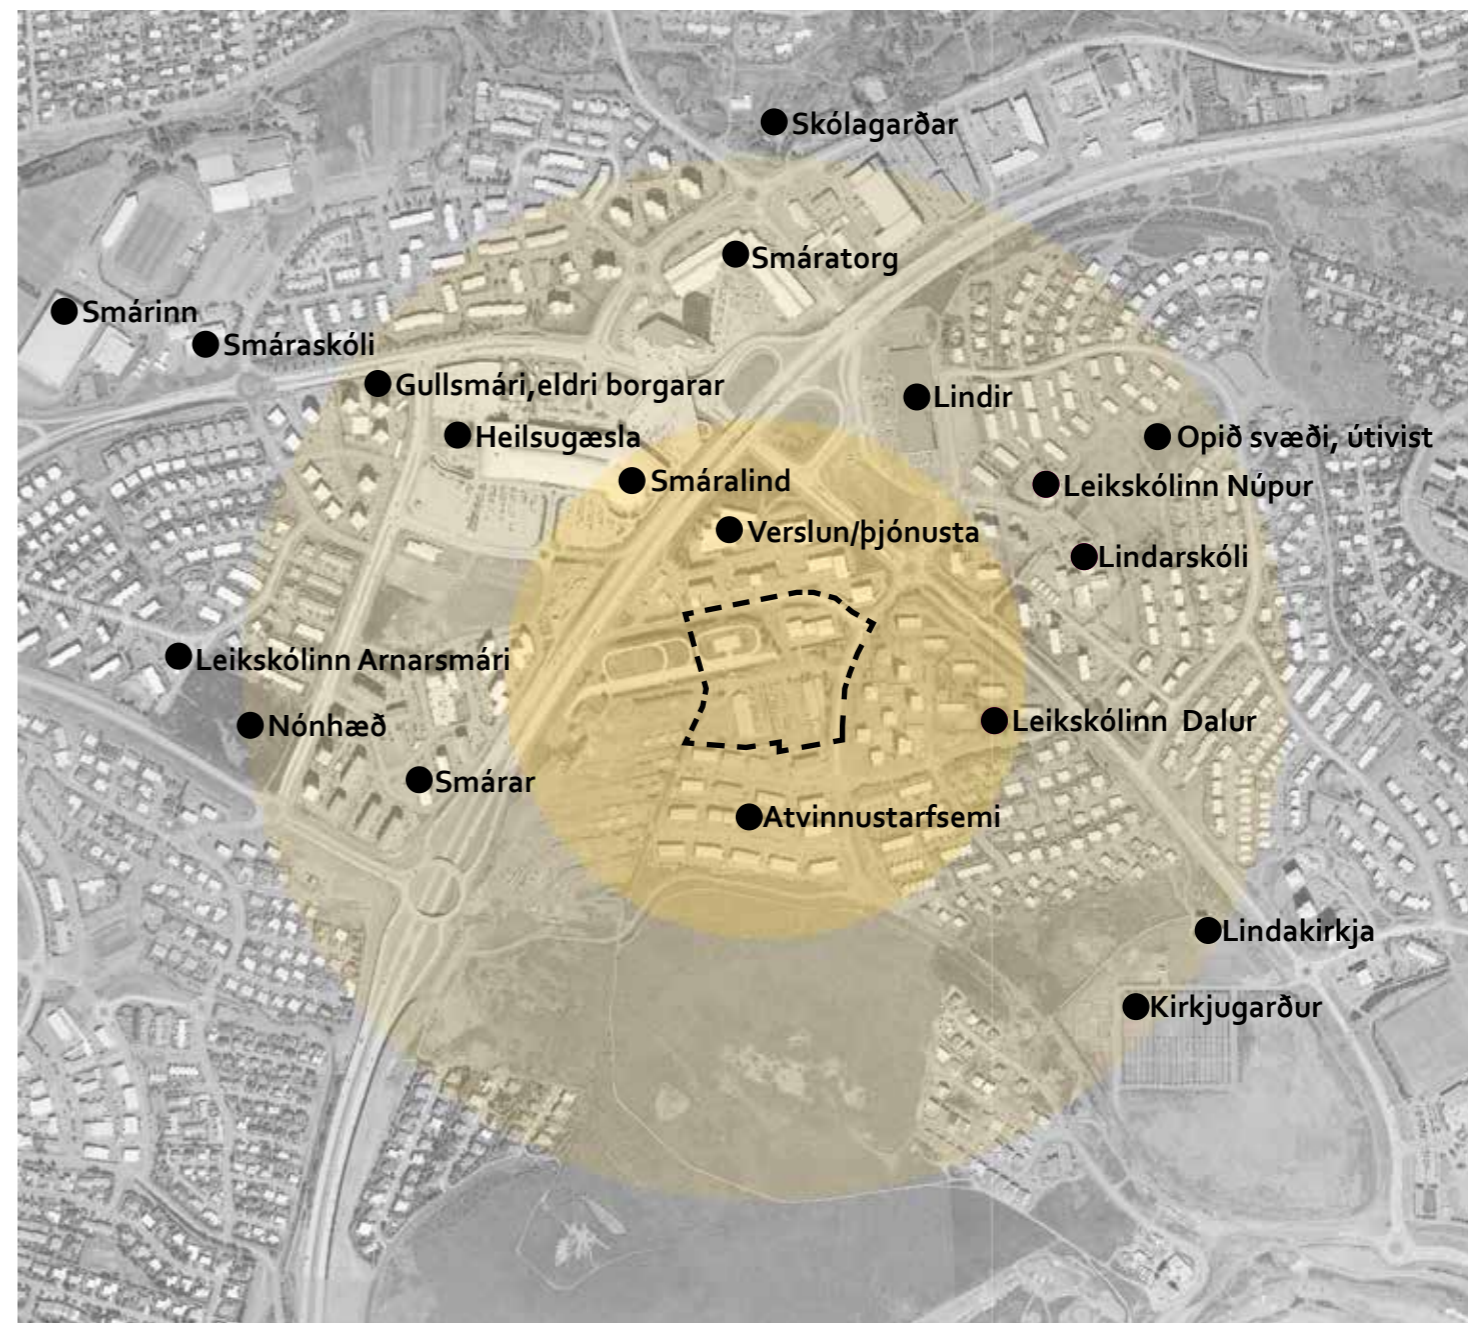 Skólagarðar
Smáratorg
Smárinn
Smáraskóli
Gullsmári,eldri borgarar
Lindir
Heilsugæsla
Opið svæði, útivist
Smáralind
Leikskólinn Núpur
Verslun/þjónusta
Lindarskóli
Leikskólinn Arnarsmári
Nónhæð
Leikskólinn Dalur
Smárar
Atvinnustarfsemi
Lindakirkja
Kirkjugarður